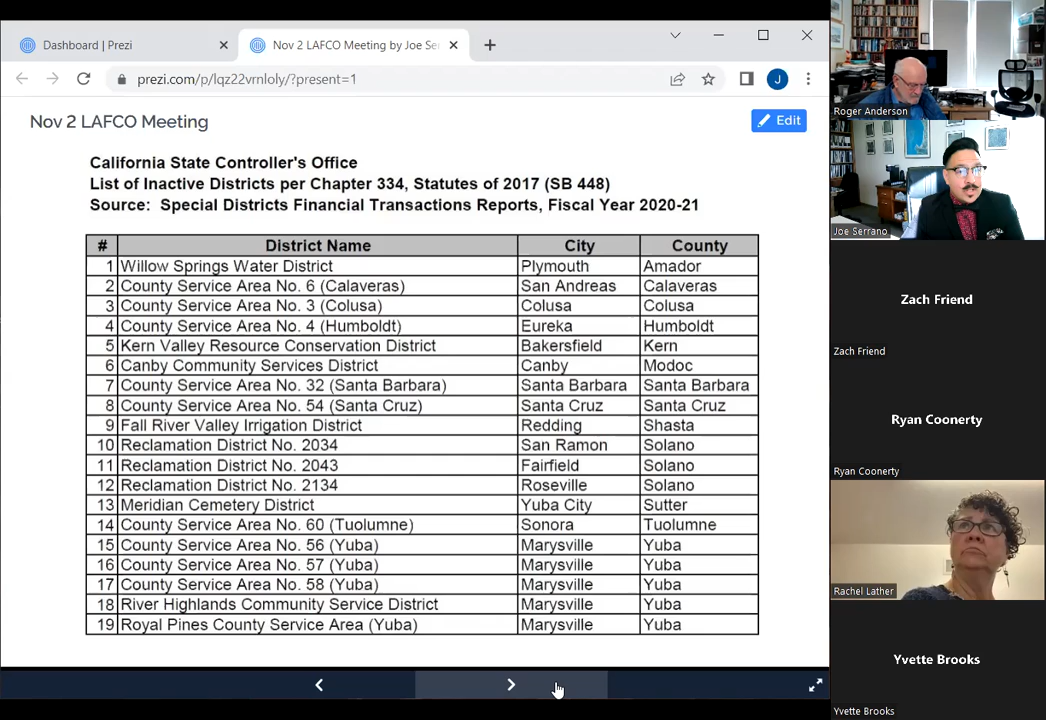 Dashboard | Prezi
Nov 2 LAFCO Meeting by Joe Ser
prezi.com/p/lqz22vrnloly/?present=1
J
Nov 2 LAFCO Meeting
Edit
California State Controller's Office
List of Inactive Districts per Chapter 334, Statutes of 2017 (SB 448)
Source: Special Districts Financial Transactions Reports, Fiscal Year 2020-21
# District Name City County
1 Willow Springs Water District Plymouth Amador
2 County Service Area No. 6 (Calaveras) San Andreas Calaveras
3 County Service Area No. 3 (Colusa) Colusa Colusa
4 County Service Area No. 4 (Humboldt) Eureka Humboldt
5 Kern Valley Resource Conservation District Bakersfield Kern
6 Canby Community Services District Canby Modoc
7 County Service Area No. 32 (Santa Barbara) Santa Barbara Santa Barbara
8 County Service Area No. 54 (Santa Cruz) Santa Cruz Santa Cruz
9 Fall River Valley Irrigation District Redding Shasta
10 Reclamation District No. 2034 San Ramon Solano
11 Reclamation District No. 2043 Fairfield Solano
12 Reclamation District No. 2134 Roseville Solano
13 Meridian Cemetery District Yuba City Sutter
14 County Service Area No. 60 (Tuolumne) Sonora Tuolumne
15 County Service Area No. 56 (Yuba) Marysville Yuba
16 County Service Area No. 57 (Yuba) Marysville Yuba
17 County Service Area No. 58 (Yuba) Marysville Yuba
18 River Highlands Community Service District Marysville Yuba
19 Royal Pines County Service Area (Yuba) Marysville Yuba
Roger Anderson
Joe Serrano
Zach Friend
Zach Friend
Ryan Coonerty
Ryan Coonerty
Rachel Lather
Yvette Brooks
Yvette Brooks